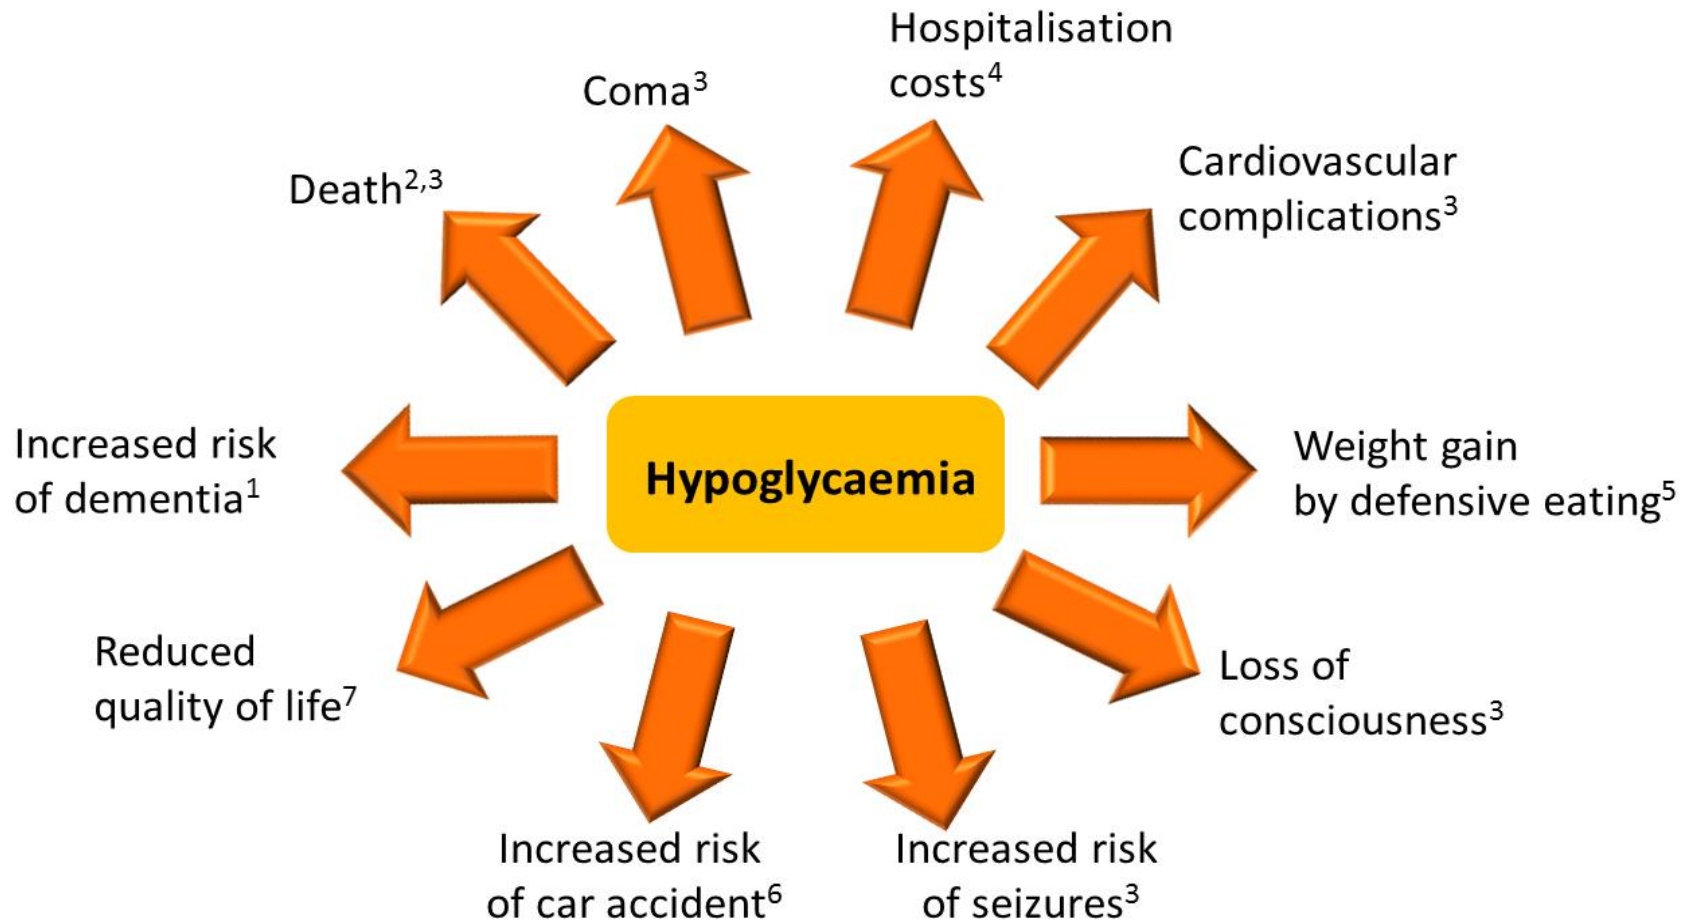 Hospitalisation
costs⁴
Coma³
Cardiovascular
complications³
Death²,³
Hypoglycaemia
Increased risk
of dementia¹
Weight gain
by defensive eating⁵
Reduced
quality of life⁷
Loss of
consciousness³
Increased risk
of car accident⁶
Increased risk
of seizures³